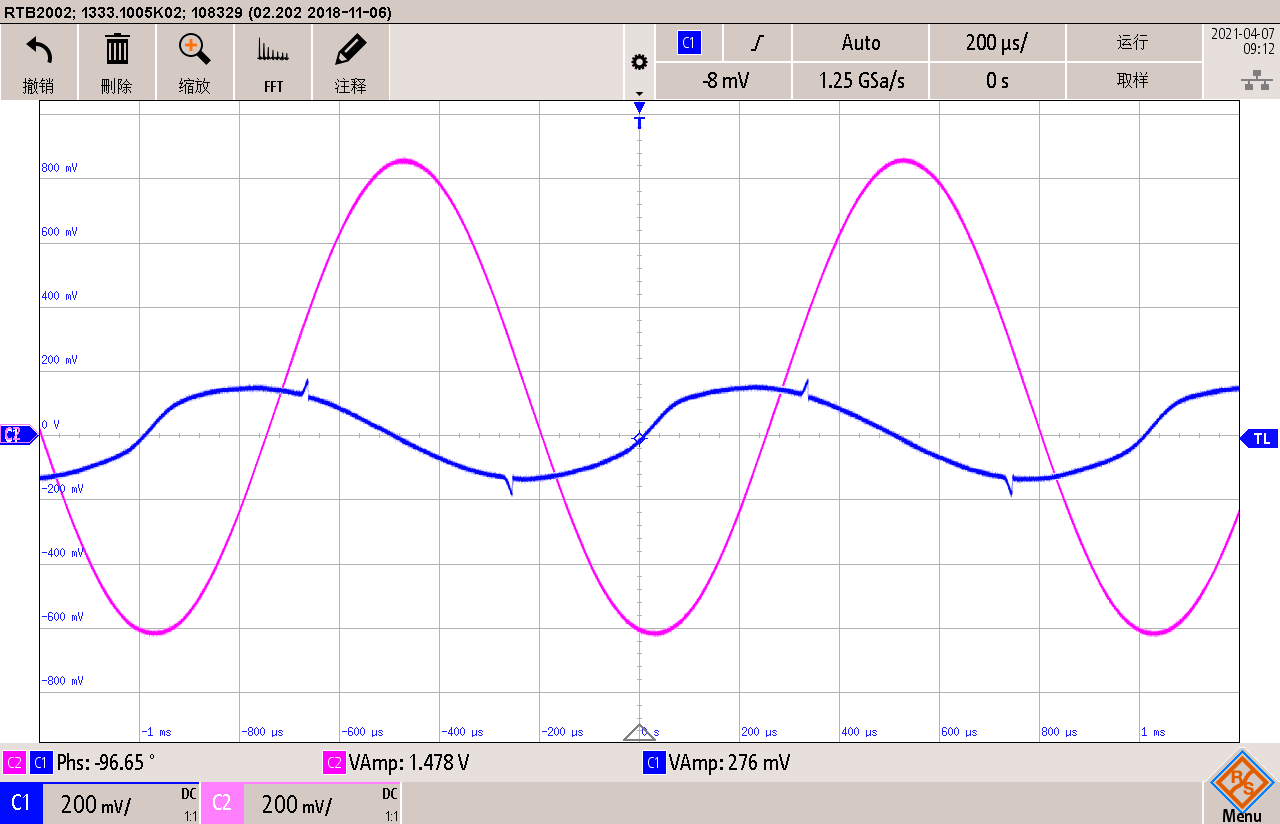 RTB2002; 1333.1005K02; 108329 (02.202 2018-11-06)
撤销
删除
缩放
FFT
注释
C1
Auto
200 µs/
运行
-8 mV
1.25 GSa/s
0 s
取样
2021-04-07
09:12
T
800 mV
600 mV
400 mV
200 mV
0 V
-200 mV
-400 mV
-600 mV
-800 mV
TL
-1 ms
-800 µs
-600 µs
-400 µs
-200 µs
0 s
200 µs
400 µs
600 µs
800 µs
1 ms
C2 C1 Phs: -96.65 °
C2 VAmp: 1.478 V
C1 VAmp: 276 mV
C1 200 mV/ DC 1:1
C2 200 mV/ DC 1:1
R S
Menu